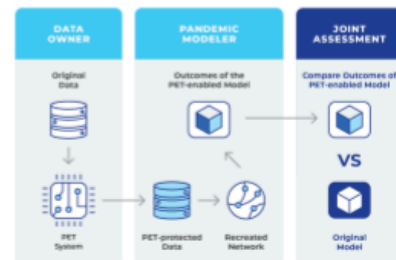 DATA
OWNER
Original
Data
PET
System
PANDEMIC
MODELER
Outcomes of the
PET-enabled Model
PET-protected
Data
Recreated
Network
JOINT
ASSESSMENT
Compare Outcomes of
PET-enabled Model
VS
Original
Model